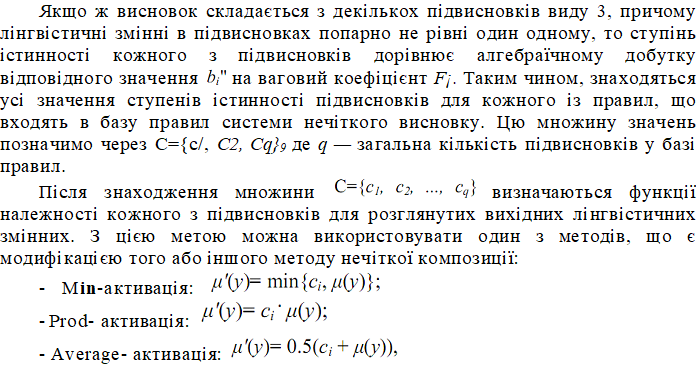 Якщо ж висновок складається з декількох підвисновків виду 3, причому
лінгвістичні змінні в підвисновках попарно не рівні один одному, то ступінь
істинності кожного з підвисновків дорівнює алгебраїчному добутку
відповідного значення bᵢ" на ваговий коефіцієнт Fⱼ. Таким чином, знаходяться
усі значення ступенів істинності підвисновків для кожного із правил, що
входять в базу правил системи нечіткого висновку. Цю множину значень
позначимо через C={c/, C2, Cq}₉ де q — загальна кількість підвисновків у базі
правил.
Після знаходження множини C={c₁, c₂, ..., c_q} визначаються функції
належності кожного з підвисновків для розглянутих вихідних лінгвістичних
змінних. З цією метою можна використовувати один з методів, що є
модифікацією того або іншого методу нечіткої композиції:
- Min-активація: μ'(y)= min{cᵢ, μ(y)};
- Prod- активація: μ'(y)= cᵢ· μ(y);
- Average- активація: μ'(y)= 0.5(cᵢ + μ(y)),